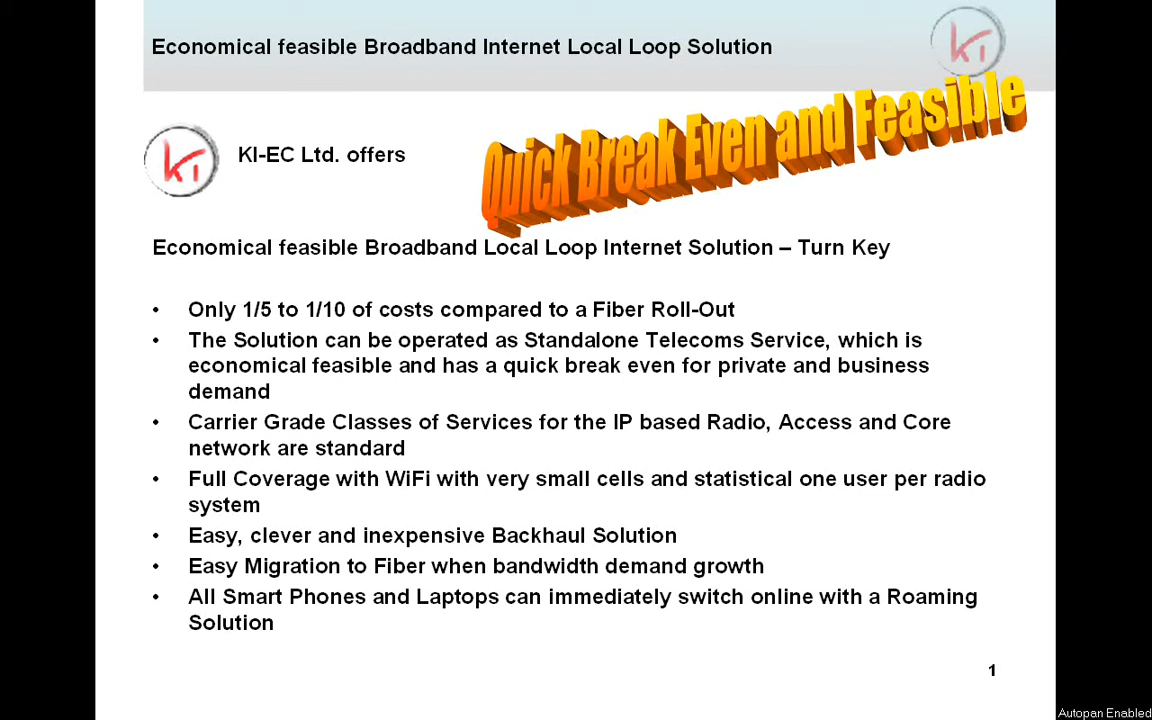 Economical feasible Broadband Internet Local Loop Solution
KI
Quick Break Even and Feasible
KI
KI-EC Ltd. offers
Economical feasible Broadband Local Loop Internet Solution – Turn Key
• Only 1/5 to 1/10 of costs compared to a Fiber Roll-Out
• The Solution can be operated as Standalone Telecoms Service, which is
economical feasible and has a quick break even for private and business
demand
• Carrier Grade Classes of Services for the IP based Radio, Access and Core
network are standard
• Full Coverage with WiFi with very small cells and statistical one user per radio
system
• Easy, clever and inexpensive Backhaul Solution
• Easy Migration to Fiber when bandwidth demand growth
• All Smart Phones and Laptops can immediately switch online with a Roaming
Solution
1
Autopan Enabled